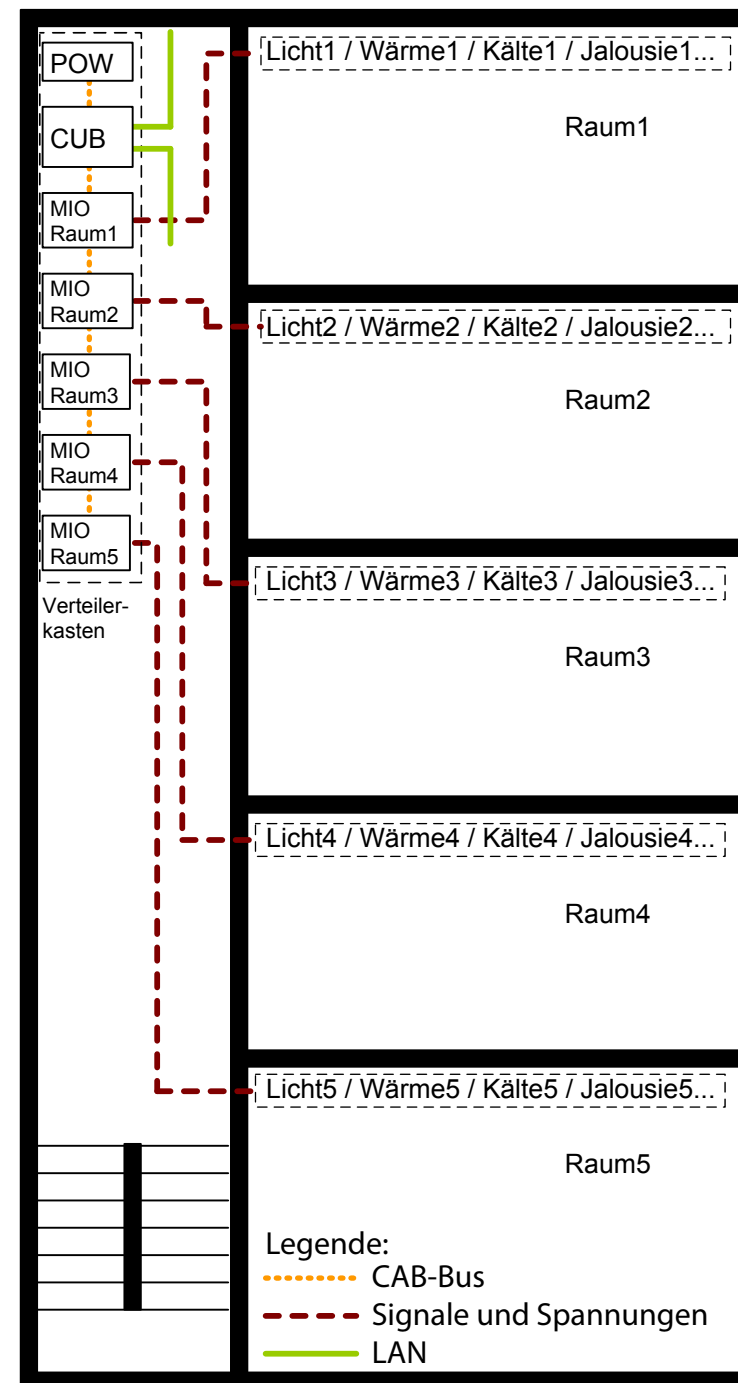 POW
CUB
MIO
Raum1
MIO
Raum2
MIO
Raum3
MIO
Raum4
MIO
Raum5
Verteiler-
kasten
Licht1 / Wärme1 / Kälte1 / Jalousie1...
Raum1
Licht2 / Wärme2 / Kälte2 / Jalousie2...
Raum2
Licht3 / Wärme3 / Kälte3 / Jalousie3...
Raum3
Licht4 / Wärme4 / Kälte4 / Jalousie4...
Raum4
Licht5 / Wärme5 / Kälte5 / Jalousie5...
Raum5
Legende:
CAB-Bus
Signale und Spannungen
LAN